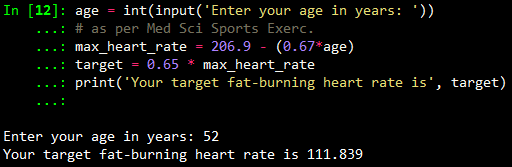 In [12]: age = int(input('Enter your age in years: '))
...: # as per Med Sci Sports Exerc.
...: max_heart_rate = 206.9 - (0.67*age)
...: target = 0.65 * max_heart_rate
...: print('Your target fat-burning heart rate is', target)
...:
Enter your age in years: 52
Your target fat-burning heart rate is 111.839